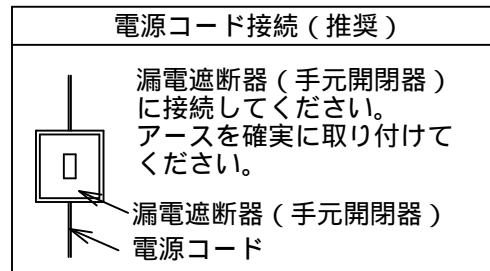 電源コード接続（推奨）
漏電遮断器（手元開閉器）
に接続してください。
アースを確実に取り付けて
ください。
漏電遮断器（手元開閉器）
電源コード